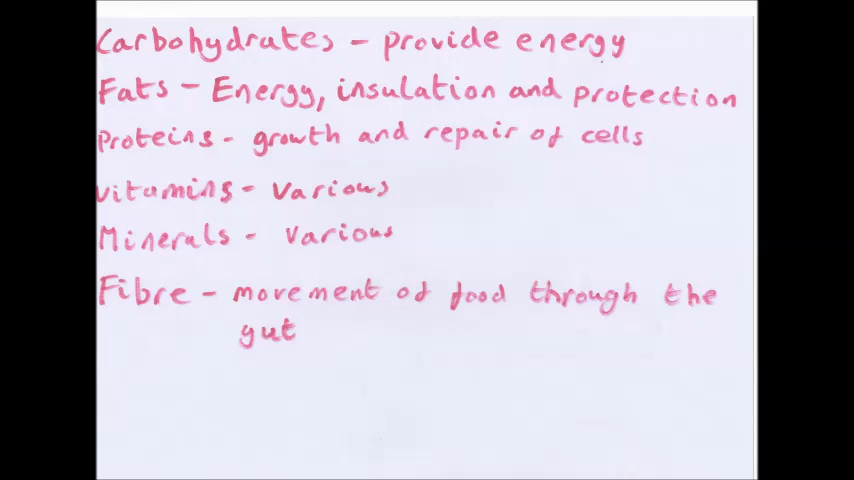 Carbohydrates - provide energy
Fats - Energy, insulation and protection
Proteins - growth and repair of cells
Vitamins - Various
Minerals - Various
Fibre - movement of food through the
gut